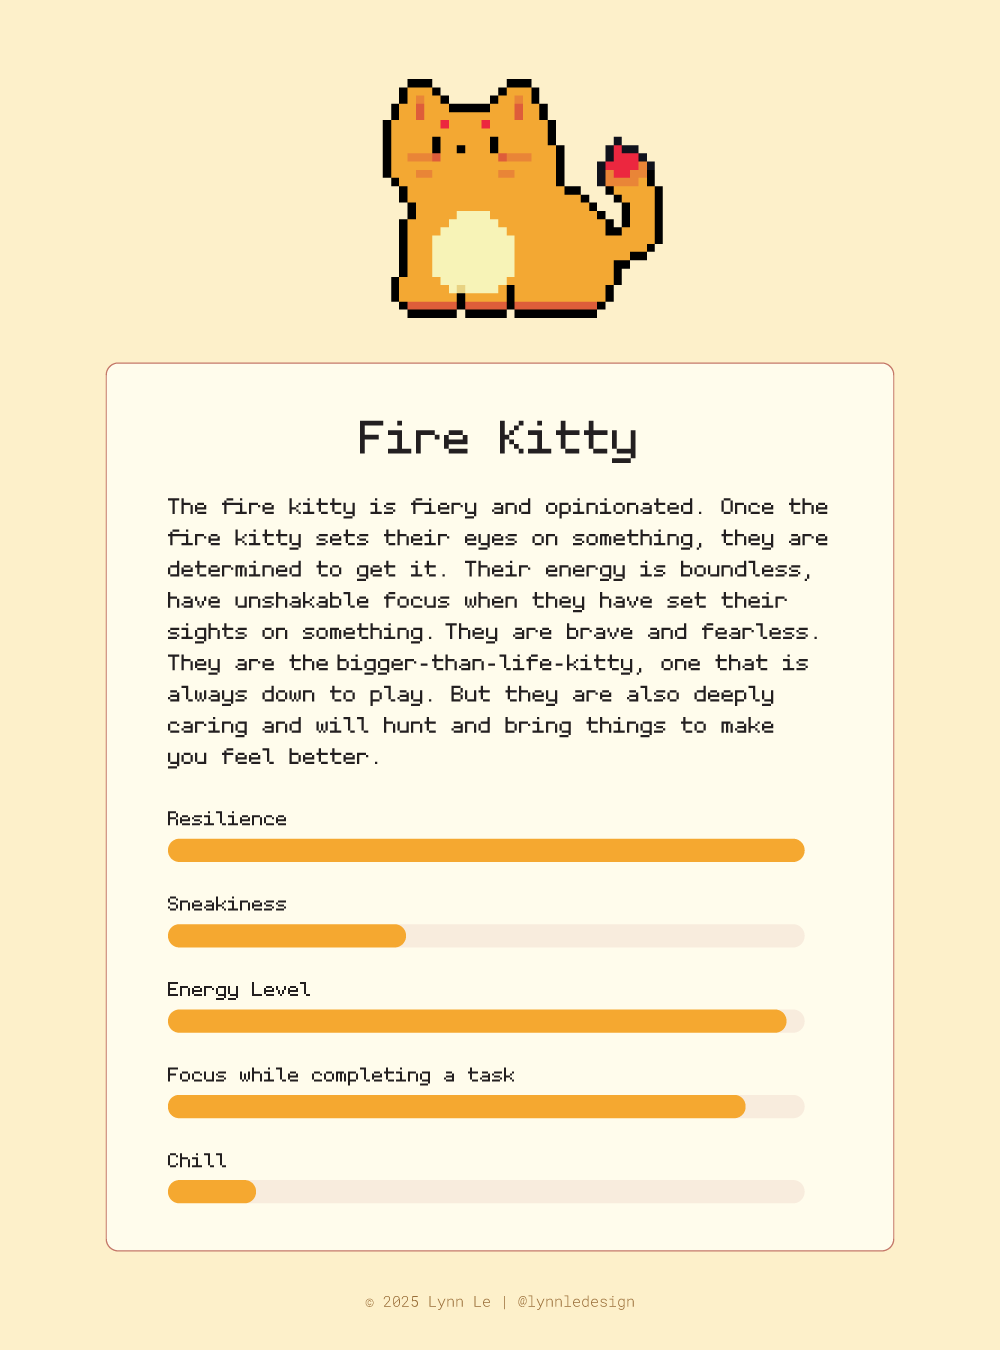 Fire Kitty
The fire kitty is fiery and opinionated. Once the
fire kitty sets their eyes on something, they are
determined to get it. Their energy is boundless,
have unshakable focus when they have set their
sights on something. They are brave and fearless.
They are the bigger-than-life-kitty, one that is
always down to play. But they are also deeply
caring and will hunt and bring things to make
you feel better.
Resilience
Sneakiness
Energy Level
Focus while completing a task
Chill
© 2025 Lynn Le | @lynnledesign